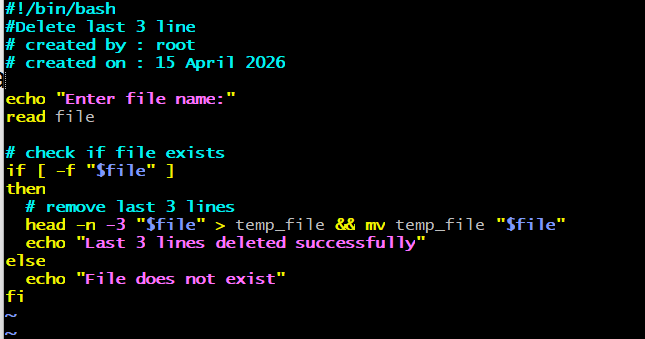 #!/bin/bash
#Delete last 3 line
# created by : root
# created on : 15 April 2026

echo "Enter file name:"
read file

# check if file exists
if [ -f "$file" ]
then
  # remove last 3 lines
  head -n -3 "$file" > temp_file && mv temp_file "$file"
  echo "Last 3 lines deleted successfully"
else
  echo "File does not exist"
fi
~
~